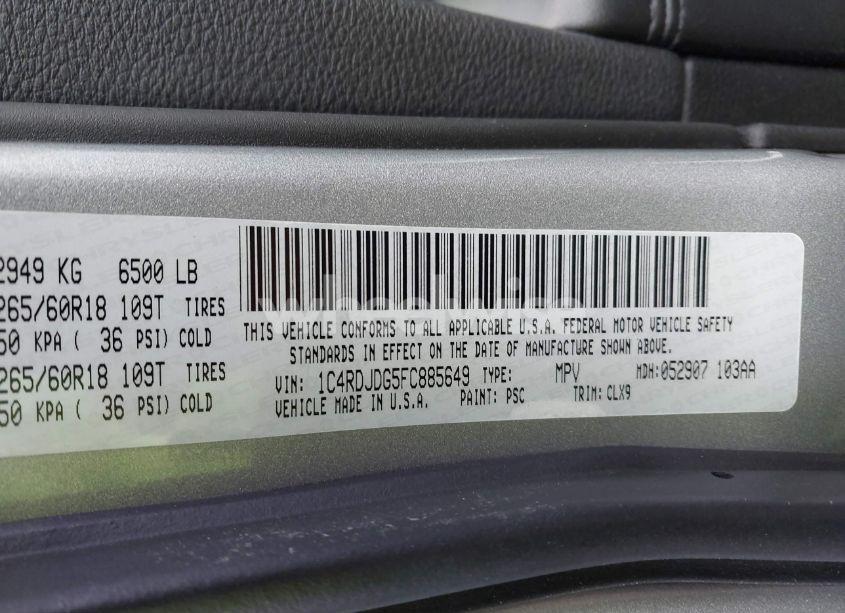 2949 KG 6500 LB
265/60R18 109T TIRES
50 KPA ( 36 PSI) COLD
265/60R18 109T TIRES
50 KPA ( 36 PSI) COLD
THIS VEHICLE CONFORMS TO ALL APPLICABLE U.S.A. FEDERAL MOTOR VEHICLE SAFETY
STANDARDS IN EFFECT ON THE DATE OF MANUFACTURE SHOWN ABOVE.
VIN: 1C4RDJDG5FC885649 TYPE: MPV MDH:052907 103AA
VEHICLE MADE IN U.S.A. PAINT: PSC TRIM: CLX9